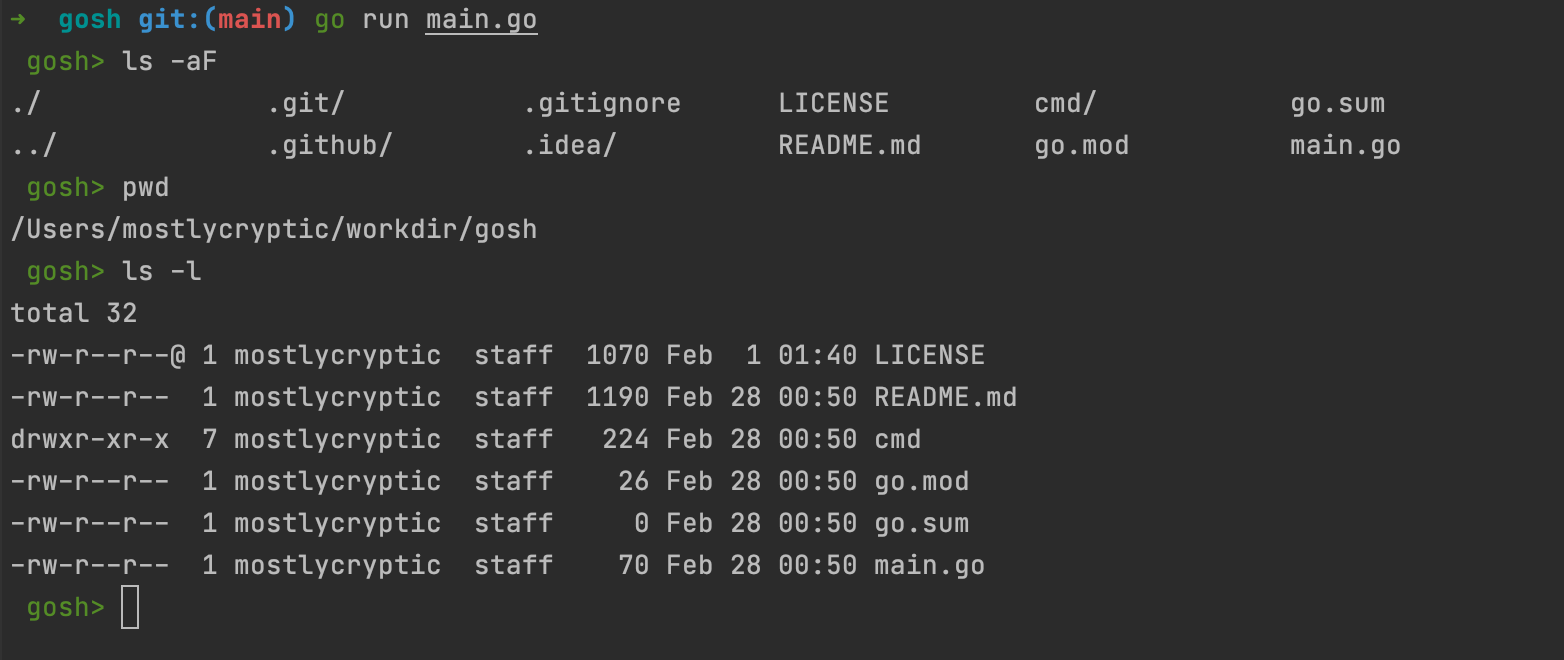 ➜  gosh git:(main) go run main.go
 gosh> ls -aF
./              .git/           .gitignore      LICENSE         cmd/            go.sum
../             .github/        .idea/          README.md       go.mod          main.go
 gosh> pwd
/Users/mostlycryptic/workdir/gosh
 gosh> ls -l
total 32
-rw-r--r--@ 1 mostlycryptic  staff  1070 Feb  1 01:40 LICENSE
-rw-r--r--  1 mostlycryptic  staff  1190 Feb 28 00:50 README.md
drwxr-xr-x  7 mostlycryptic  staff   224 Feb 28 00:50 cmd
-rw-r--r--  1 mostlycryptic  staff    26 Feb 28 00:50 go.mod
-rw-r--r--  1 mostlycryptic  staff     0 Feb 28 00:50 go.sum
-rw-r--r--  1 mostlycryptic  staff    70 Feb 28 00:50 main.go
 gosh>